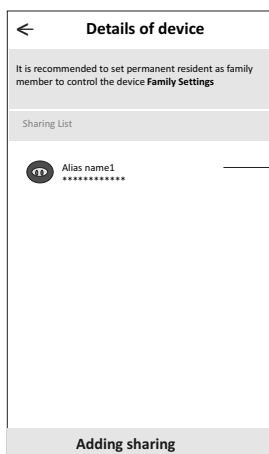 Details of device
It is recommended to set permanent resident as family
member to control the device Family Settings
Sharing List
Alias name1
************
Adding sharing